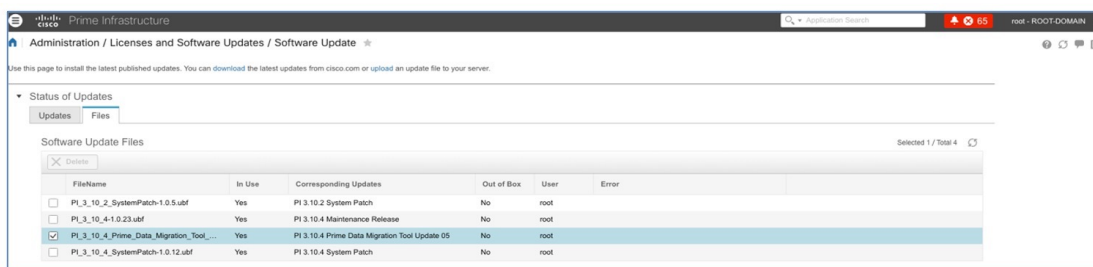 cisco Prime Infrastructure Application Search 65 root - ROOT-DOMAIN
Administration / Licenses and Software Updates / Software Update
Use this page to install the latest published updates. You can download the latest updates from cisco.com or upload an update file to your server.
Status of Updates
Updates Files
Software Update Files Selected 1 / Total 4
Delete
FileName In Use Corresponding Updates Out of Box User Error
PI_3_10_2_SystemPatch-1.0.5.ubf Yes PI 3.10.2 System Patch No root
PI_3_10_4-1.0.23.ubf Yes PI 3.10.4 Maintenance Release No root
PI_3_10_4_Prime_Data_Migration_Tool_... Yes PI 3.10.4 Prime Data Migration Tool Update 05 No root
PI_3_10_4_SystemPatch-1.0.12.ubf Yes PI 3.10.4 System Patch No root